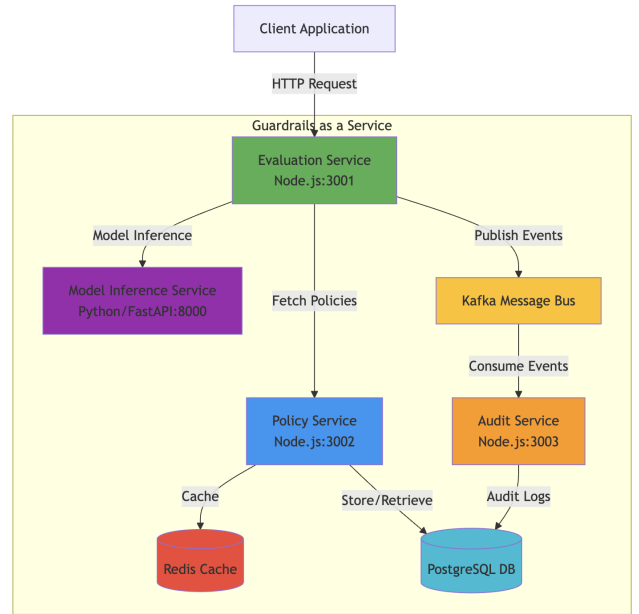 Client Application
HTTP Request
Guardrails as a Service
Evaluation Service
Node.js:3001
Model Inference
Publish Events
Model Inference Service
Python/FastAPI:8000
Fetch Policies
Kafka Message Bus
Consume Events
Policy Service
Node.js:3002
Audit Service
Node.js:3003
Cache
Store/Retrieve
Audit Logs
Redis Cache
PostgreSQL DB